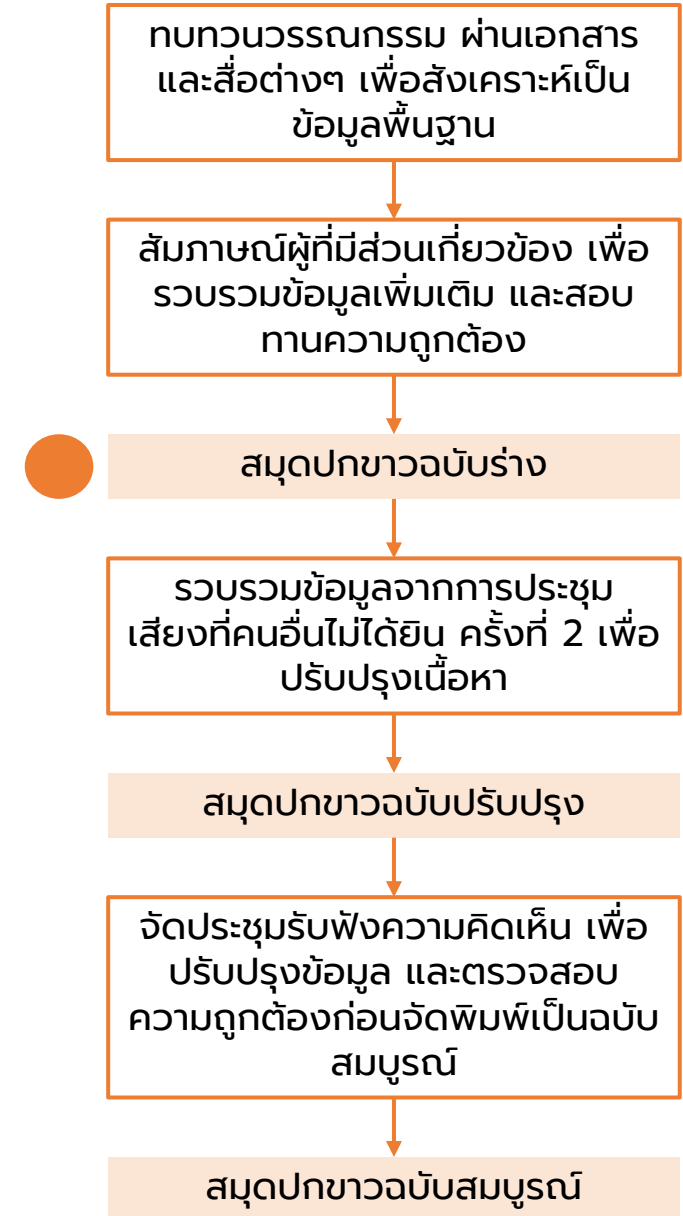 ทบทวนวรรณกรรม ผ่านเอกสาร
และสื่อต่างๆ เพื่อสังเคราะห์เป็น
ข้อมูลพื้นฐาน
สัมภาษณ์ผู้ที่มีส่วนเกี่ยวข้อง เพื่อ
รวบรวมข้อมูลเพิ่มเติม และสอบ
ทานความถูกต้อง
สมุดปกขาวฉบับร่าง
รวบรวมข้อมูลจากการประชุม
เสียงที่คนอื่นไม่ได้ยิน ครั้งที่ 2 เพื่อ
ปรับปรุงเนื้อหา
สมุดปกขาวฉบับปรับปรุง
จัดประชุมรับฟังความคิดเห็น เพื่อ
ปรับปรุงข้อมูล และตรวจสอบ
ความถูกต้องก่อนจัดพิมพ์เป็นฉบับ
สมบูรณ์
สมุดปกขาวฉบับสมบูรณ์